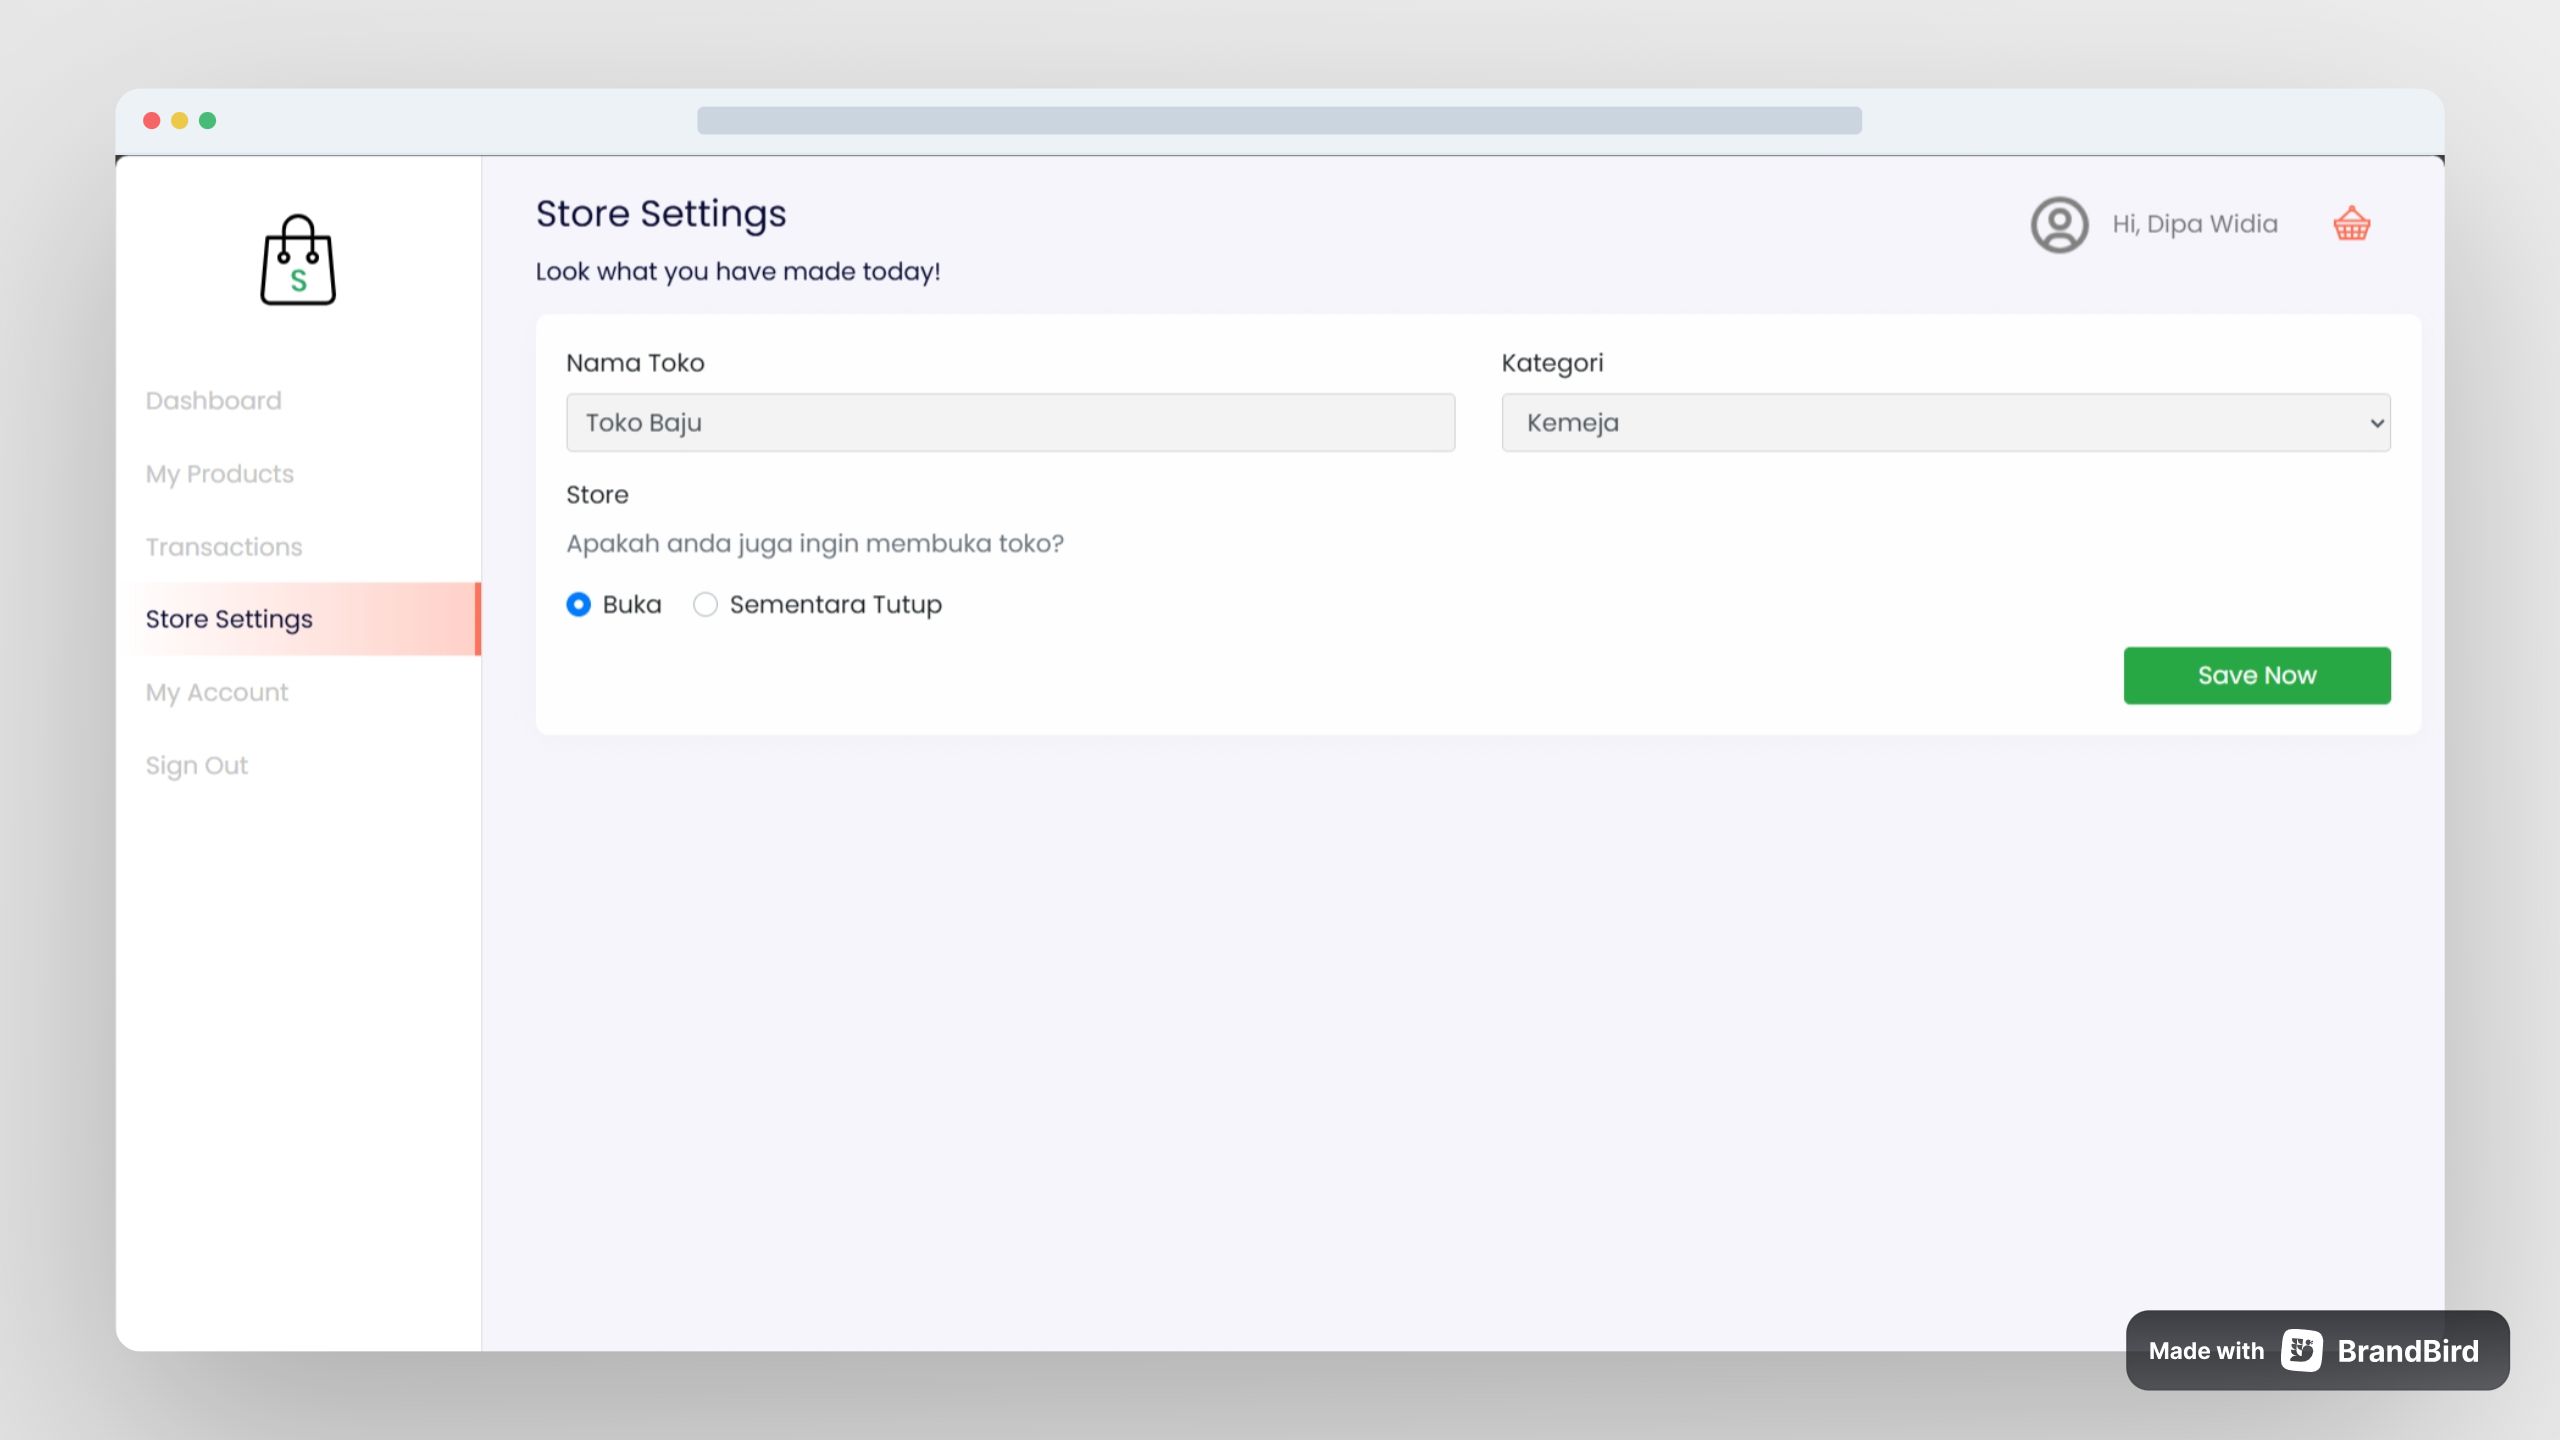 S
Dashboard
My Products
Transactions
Store Settings
My Account
Sign Out
Store Settings
Look what you have made today!
Hi, Dipa Widia
Nama Toko
Kategori
Toko Baju
Kemeja
Store
Apakah anda juga ingin membuka toko?
Buka
Sementara Tutup
Save Now
Made with BrandBird